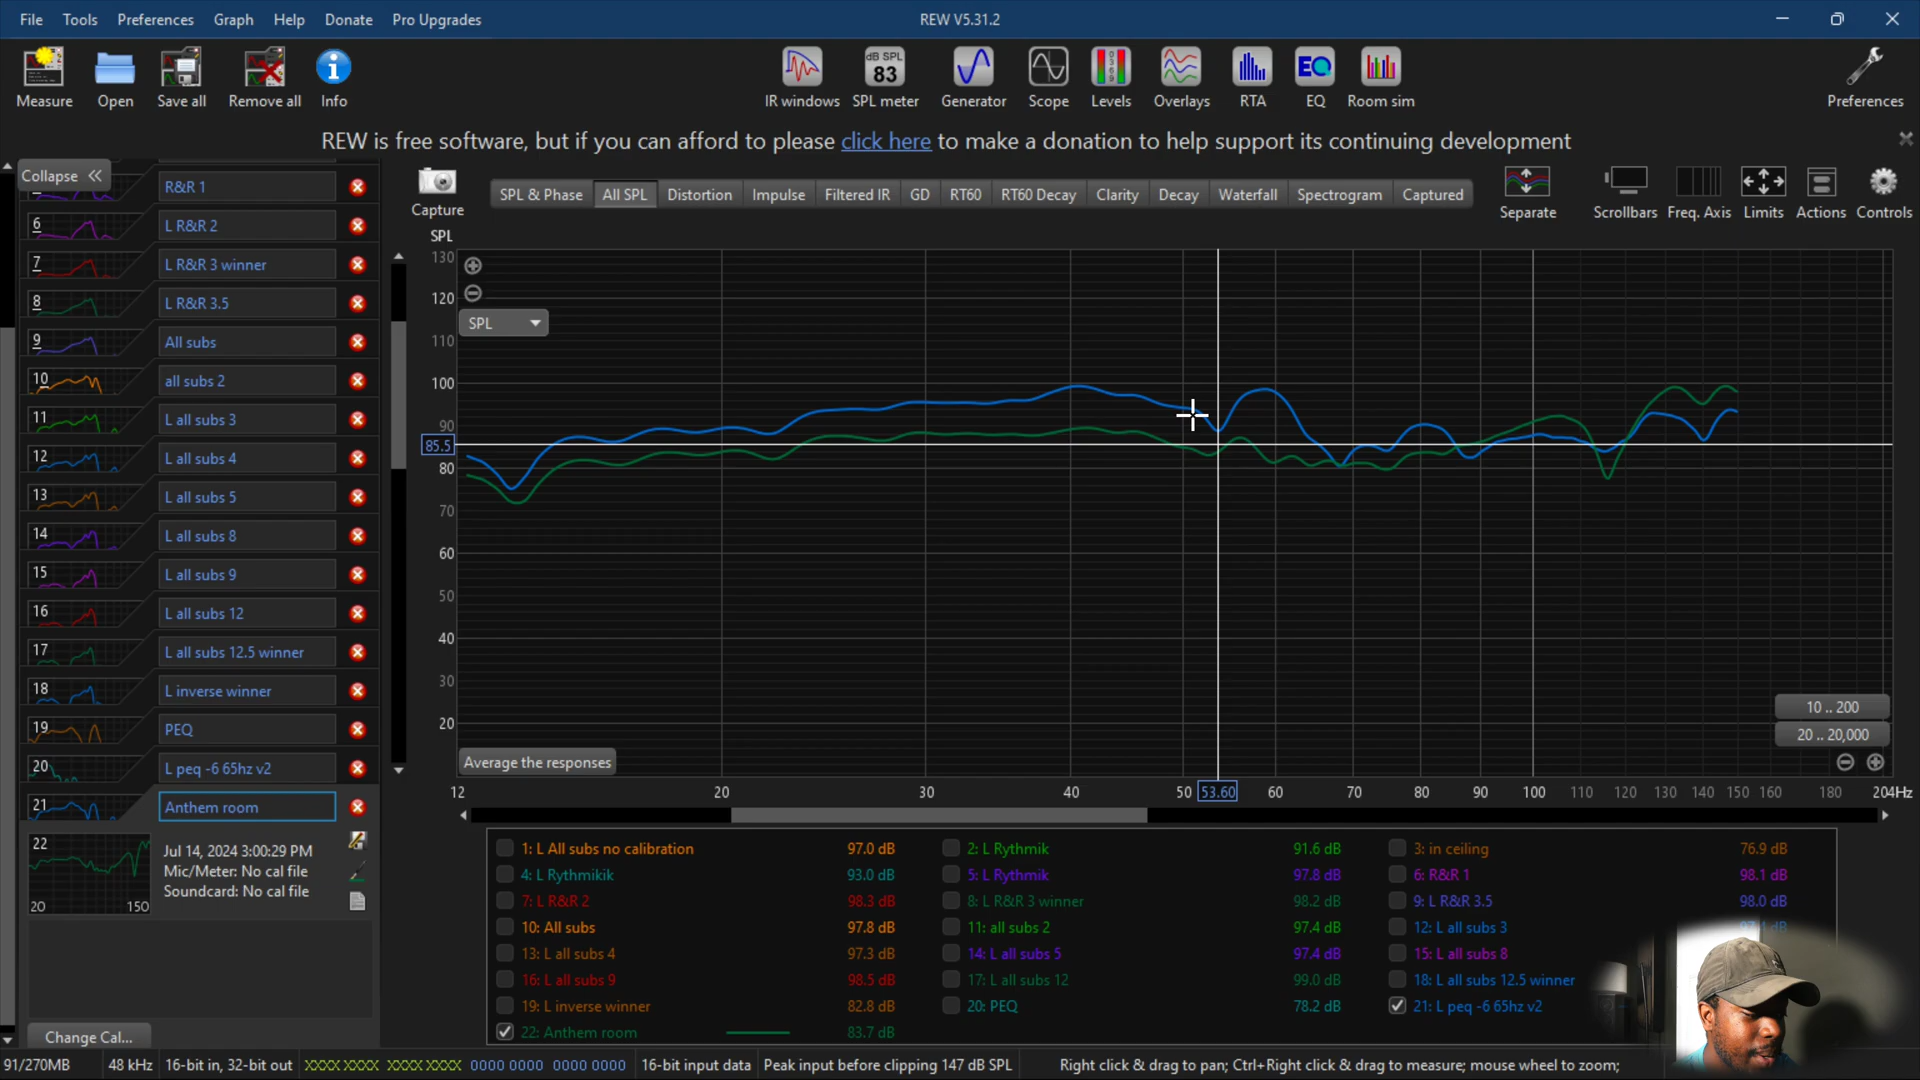 File Tools Preferences Graph Help Donate Pro Upgrades
REW V5.31.2
Measure Open Save all Remove all Info
IR windows SPL meter Generator Scope Levels Overlays RTA EQ Room sim
Preferences
dB SPL
83
EQ
REW is free software, but if you can afford to please click here to make a donation to help support its continuing development
Collapse
Capture
SPL & Phase All SPL Distortion Impulse Filtered IR GD RT60 RT60 Decay Clarity Decay Waterfall Spectrogram Captured
Separate Scrollbars Freq. Axis Limits Actions Controls
R&R 1
6 L R&R 2
7 L R&R 3 winner
8 L R&R 3.5
9 All subs
10 all subs 2
11 L all subs 3
12 L all subs 4
13 L all subs 5
14 L all subs 8
15 L all subs 9
16 L all subs 12
17 L all subs 12.5 winner
18 L inverse winner
19 PEQ
20 L peq -6 65hz v2
21 Anthem room
22
20 150
Jul 14, 2024 3:00:29 PM
Mic/Meter: No cal file
Soundcard: No cal file
Change Cal...
SPL
130
120
110
100
90
85.5
80
70
60
50
40
30
20
SPL
Average the responses
10 .. 200
20 .. 20,000
12 20 30 40 50 53.60 60 70 80 90 100 110 120 130 140 150 160 180 204Hz
1: L All subs no calibration 97.0 dB 2: L Rythmik 91.6 dB 3: in ceiling 76.9 dB
4: L Rythmikik 93.0 dB 5: L Rythmik 97.8 dB 6: R&R 1 98.1 dB
7: L R&R 2 98.3 dB 8: L R&R 3 winner 98.2 dB 9: L R&R 3.5 98.0 dB
10: All subs 97.8 dB 11: all subs 2 97.4 dB 12: L all subs 3
13: L all subs 4 97.3 dB 14: L all subs 5 97.4 dB 15: L all subs 8
16: L all subs 9 98.5 dB 17: L all subs 12 99.0 dB 18: L all subs 12.5 winner
19: L inverse winner 82.8 dB 20: PEQ 78.2 dB 21: L peq -6 65hz v2
22: Anthem room 83.7 dB
91/270MB 48 kHz 16-bit in, 32-bit out XXXX XXXX XXXX XXXX 0000 0000 0000 0000 16-bit input data Peak input before clipping 147 dB SPL Right click & drag to pan; Ctrl+Right click & drag to measure; mouse wheel to zoom;